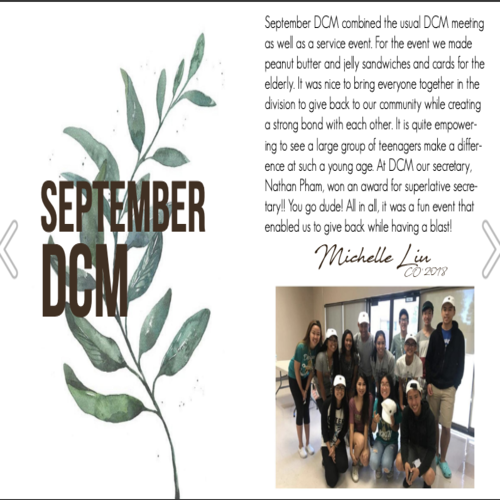 SEPTEMBER
DCM
September DCM combined the usual DCM meeting
as well as a service event. For the event we made
peanut butter and jelly sandwiches and cards for the
elderly. It was nice to bring everyone together in the
division to give back to our community while creating
a strong bond with each other. It is quite empower-
ing to see a large group of teenagers make a differ-
ence at such a young age. At DCM our secretary,
Nathan Pham, won an award for superlative secre-
tary!! You go dude! All in all, it was a fun event that
enabled us to give back while having a blast!
Michelle Liu
CO 2018